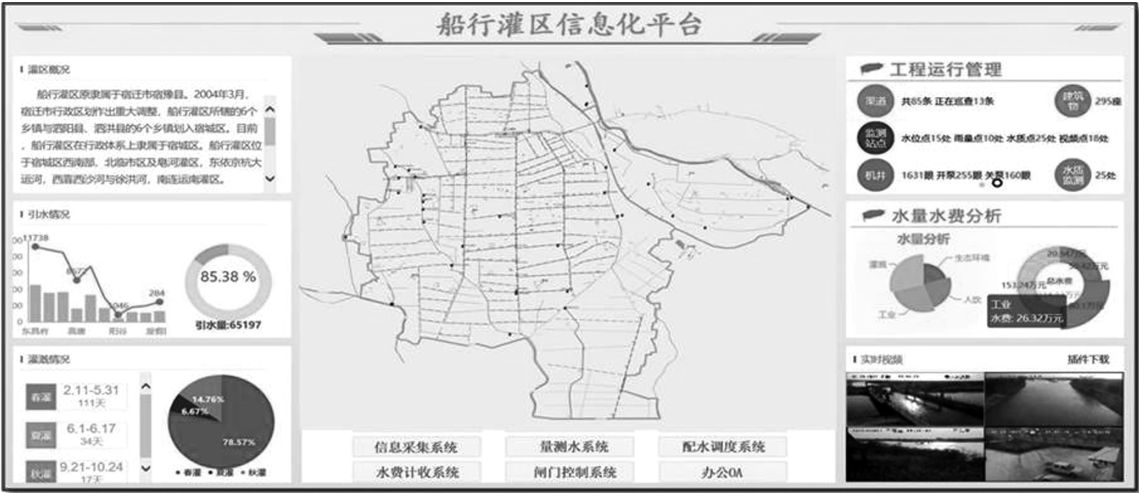 船行灌区信息化平台
灌区概况
船行灌区原隶属于宿迁市宿豫县。2004年3月，
宿迁市行政区划作出重大调整，船行灌区所辖的6个
乡镇与泗阳县、泗洪县的6个乡镇划入宿城区。目前
，船行灌区在行政体系上隶属于宿城区。船行灌区位
于宿城区西南部，北临市区及皂河灌区，东依京杭大
运河，西靠西沙河与徐洪河，南连运南灌区。
引水情况
11738
284
85.38 %
引水量:65197
东昌府 高唐 阳谷
灌溉情况
春灌 2.11-5.31
111天
夏灌 6.1-6.17
34天
秋灌 9.21-10.24
17天
14.76%
6.67%
78.57%
春灌 夏灌 秋灌
信息采集系统 量测水系统 配水调度系统
水费计收系统 闸门控制系统 办公OA
工程运行管理
渠道 共85条 正在巡查13条 建筑物 295座
监测站点 水位点15处 雨量点10处 水质点25处 视频点18处
机井 1631眼 开泵255眼 关泵160眼 水质监测 25处
水量水费分析
水量分析
灌溉 生态环境
人饮
工业
153.24万元 总水费
工业
水费: 26.32万元
实时视频 插件下载